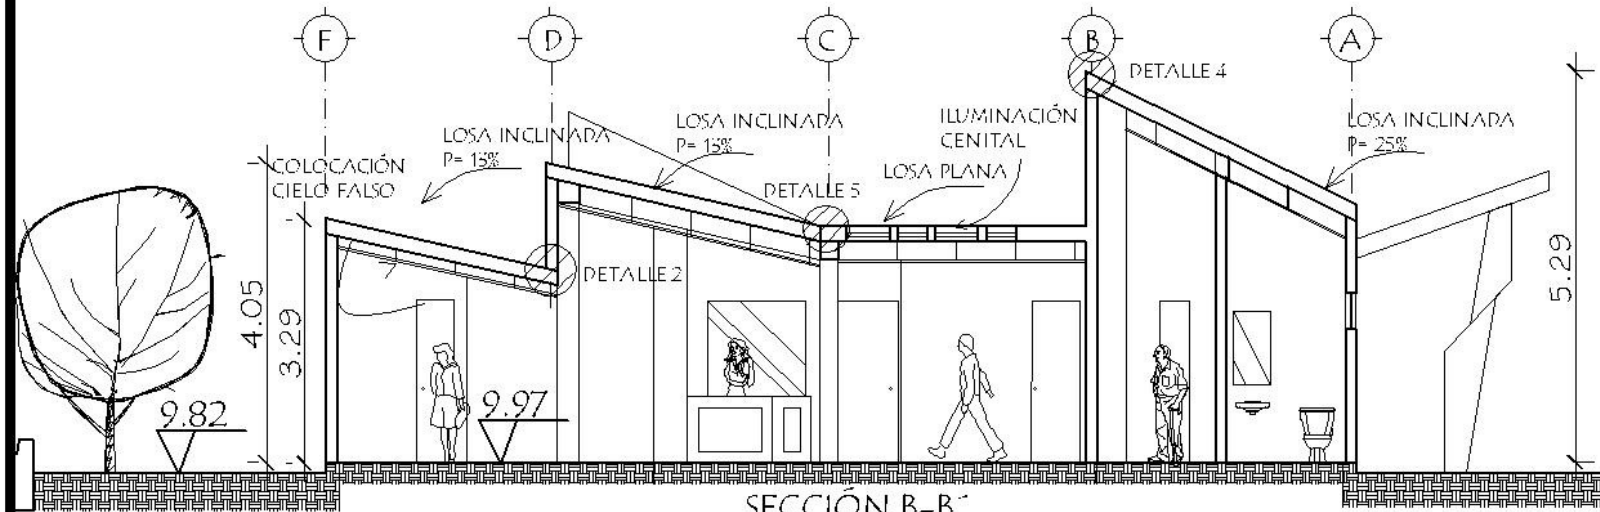 F
D
C
B
A
DETALLE 4
LOSA INCLINADA
P= 15%
LOSA INCLINADA
P= 15%
ILUMINACIÓN
CENITAL
LOSA INCLINADA
P= 25%
COLOCACIÓN
CIELO FALSO
DETALLE 5
LOSA PLANA
DETALLE 2
4.05
3.29
5.29
9.82
9.97
SECCIÓN B-B´